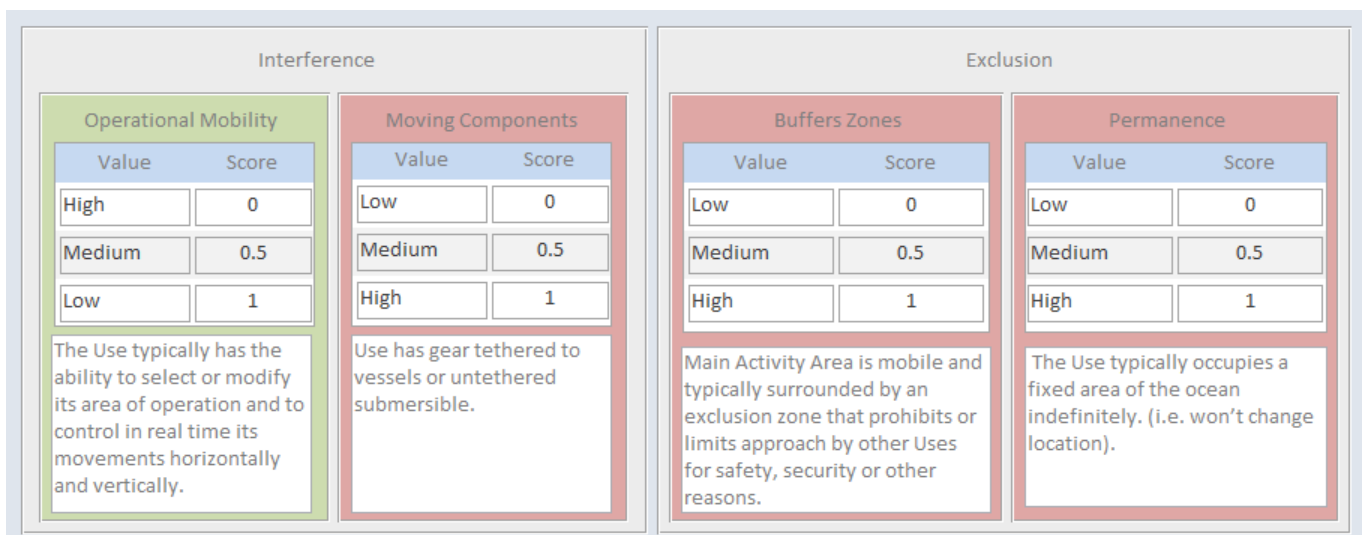 Interference
Exclusion
Operational Mobility
Value Score
High 0
Medium 0.5
Low 1
The Use typically has the
ability to select or modify
its area of operation and to
control in real time its
movements horizontally
and vertically.
Moving Components
Value Score
Low 0
Medium 0.5
High 1
Use has gear tethered to
vessels or untethered
submersible.
Buffers Zones
Value Score
Low 0
Medium 0.5
High 1
Main Activity Area is mobile and
typically surrounded by an
exclusion zone that prohibits or
limits approach by other Uses
for safety, security or other
reasons.
Permanence
Value Score
Low 0
Medium 0.5
High 1
The Use typically occupies a
fixed area of the ocean
indefinitely. (i.e. won't change
location).